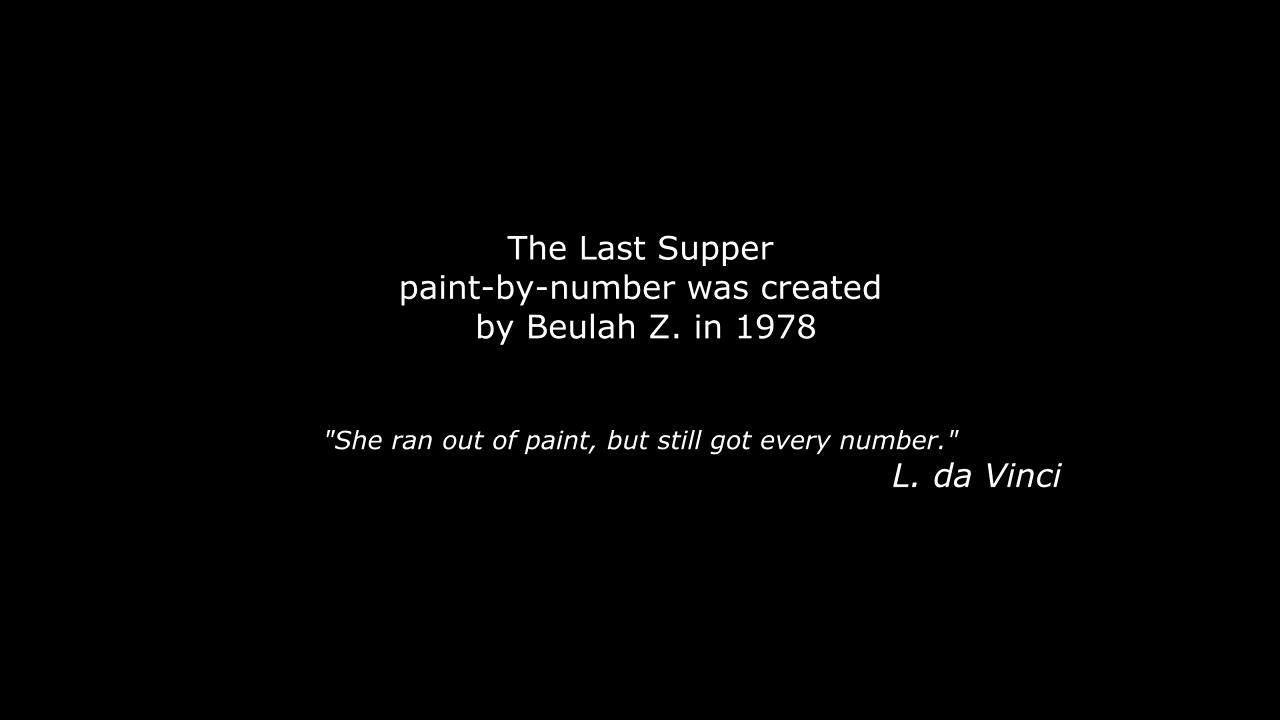 The Last Supper
paint-by-number was created
by Beulah Z. in 1978
"She ran out of paint, but still got every number."
L. da Vinci